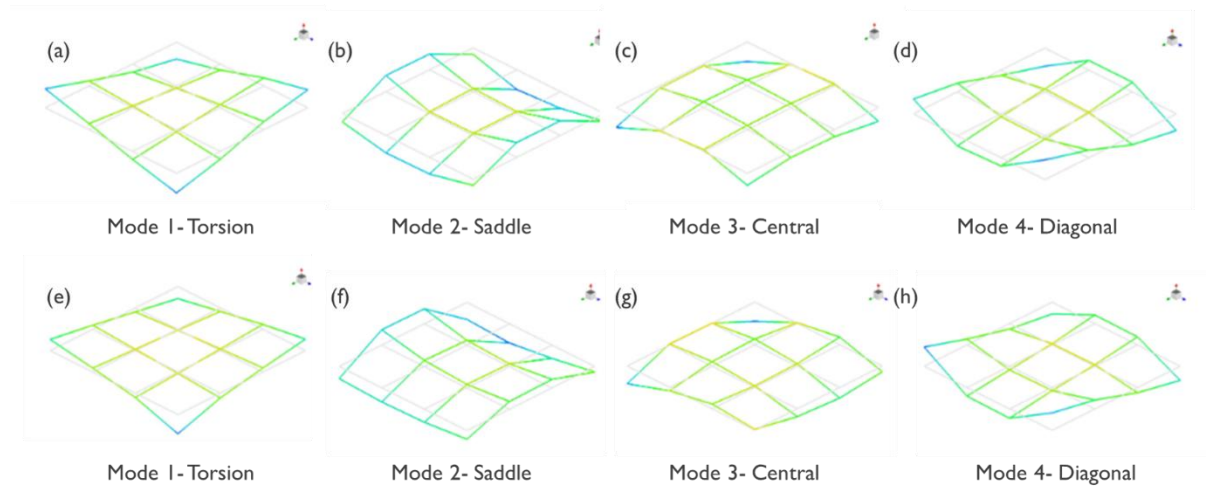 (a) (b) (c) (d)
Mode 1- Torsion Mode 2- Saddle Mode 3- Central Mode 4- Diagonal
(e) (f) (g) (h)
Mode 1- Torsion Mode 2- Saddle Mode 3- Central Mode 4- Diagonal